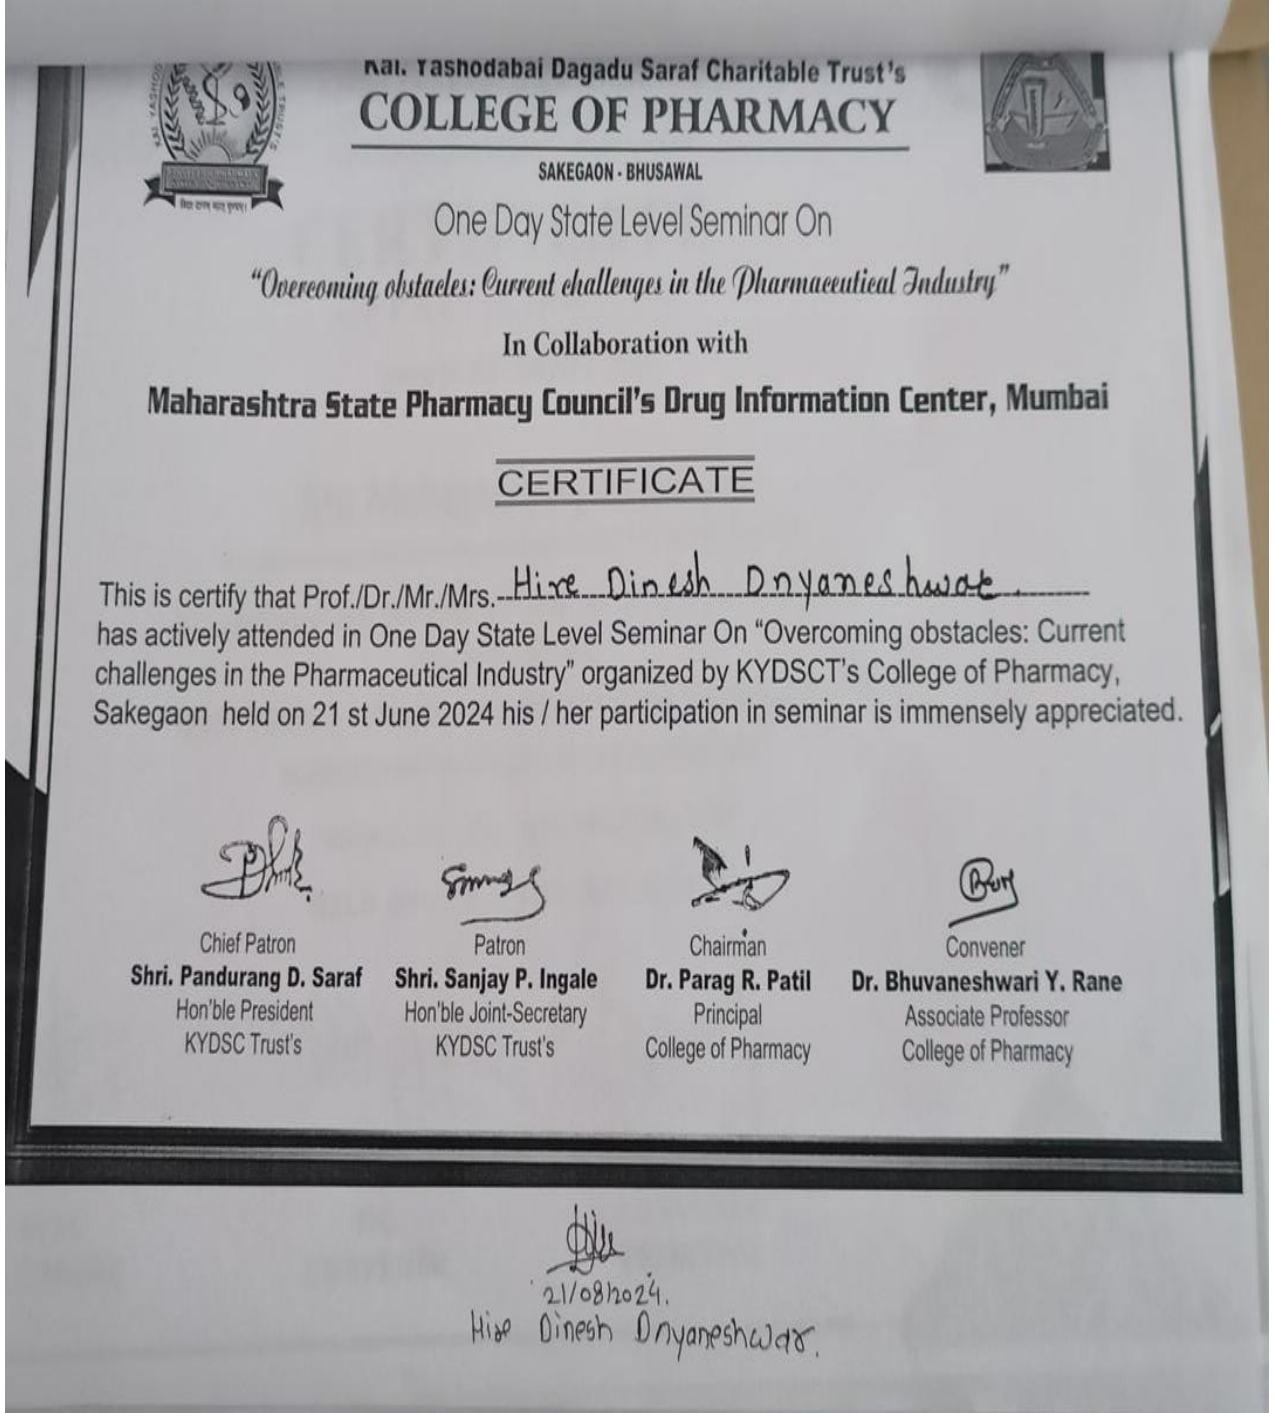 Kai. Yashodabai Dagadu Saraf Charitable Trust's
COLLEGE OF PHARMACY
SAKEGAON - BHUSAWAL
One Day State Level Seminar On
“Overcoming obstacles: Current challenges in the Pharmaceutical Industry”
In Collaboration with
Maharashtra State Pharmacy Council's Drug Information Center, Mumbai
CERTIFICATE
This is certify that Prof./Dr./Mr./Mrs. Hire Dinesh Dnyaneshwar
has actively attended in One Day State Level Seminar On “Overcoming obstacles: Current
challenges in the Pharmaceutical Industry” organized by KYDSCT's College of Pharmacy,
Sakegaon held on 21 st June 2024 his / her participation in seminar is immensely appreciated.
Chief Patron Patron Chairman Convener
Shri. Pandurang D. Saraf Shri. Sanjay P. Ingale Dr. Parag R. Patil Dr. Bhuvaneshwari Y. Rane
Hon'ble President Hon'ble Joint-Secretary Principal Associate Professor
KYDSC Trust's KYDSC Trust's College of Pharmacy College of Pharmacy
21/08/2024.
Hire Dinesh Dnyaneshwar.